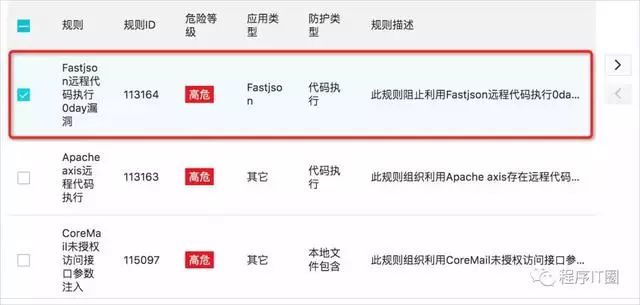 规则 规则ID 危险等级 应用类型 防护类型 规则描述
Fastjson远程代码执行0day漏洞 113164 高危 Fastjson 代码执行 此规则阻止利用Fastjson远程代码执行0da...
Apache axis远程代码执行 113163 高危 其它 代码执行 此规则组织利用Apache axis存在远程代码...
CoreMail未授权访问接口参数注入 115097 高危 其它 本地文件包含 此规则组织利用CoreMail未授权访问接口参...
程序IT圈